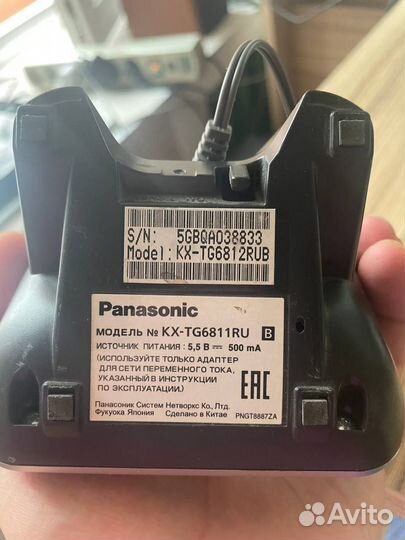 S/N: 5GBQA038833
Model: KX-TG6812RUB
Panasonic
МОДЕЛЬ № KX-TG6811RU B
ИСТОЧНИК ПИТАНИЯ: 5,5 В ⎓ 500 mA
(ИСПОЛЬЗУЙТЕ ТОЛЬКО АДАПТЕР
ДЛЯ СЕТИ ПЕРЕМЕННОГО ТОКА,
УКАЗАННЫЙ В ИНСТРУКЦИИ
ПО ЭКСПЛУАТАЦИИ.)
EAC
Панасоник Систем Нетворкс Ко., Лтд.
Фукуока Япония Сделано в Китае PNGT8887ZA
Avito